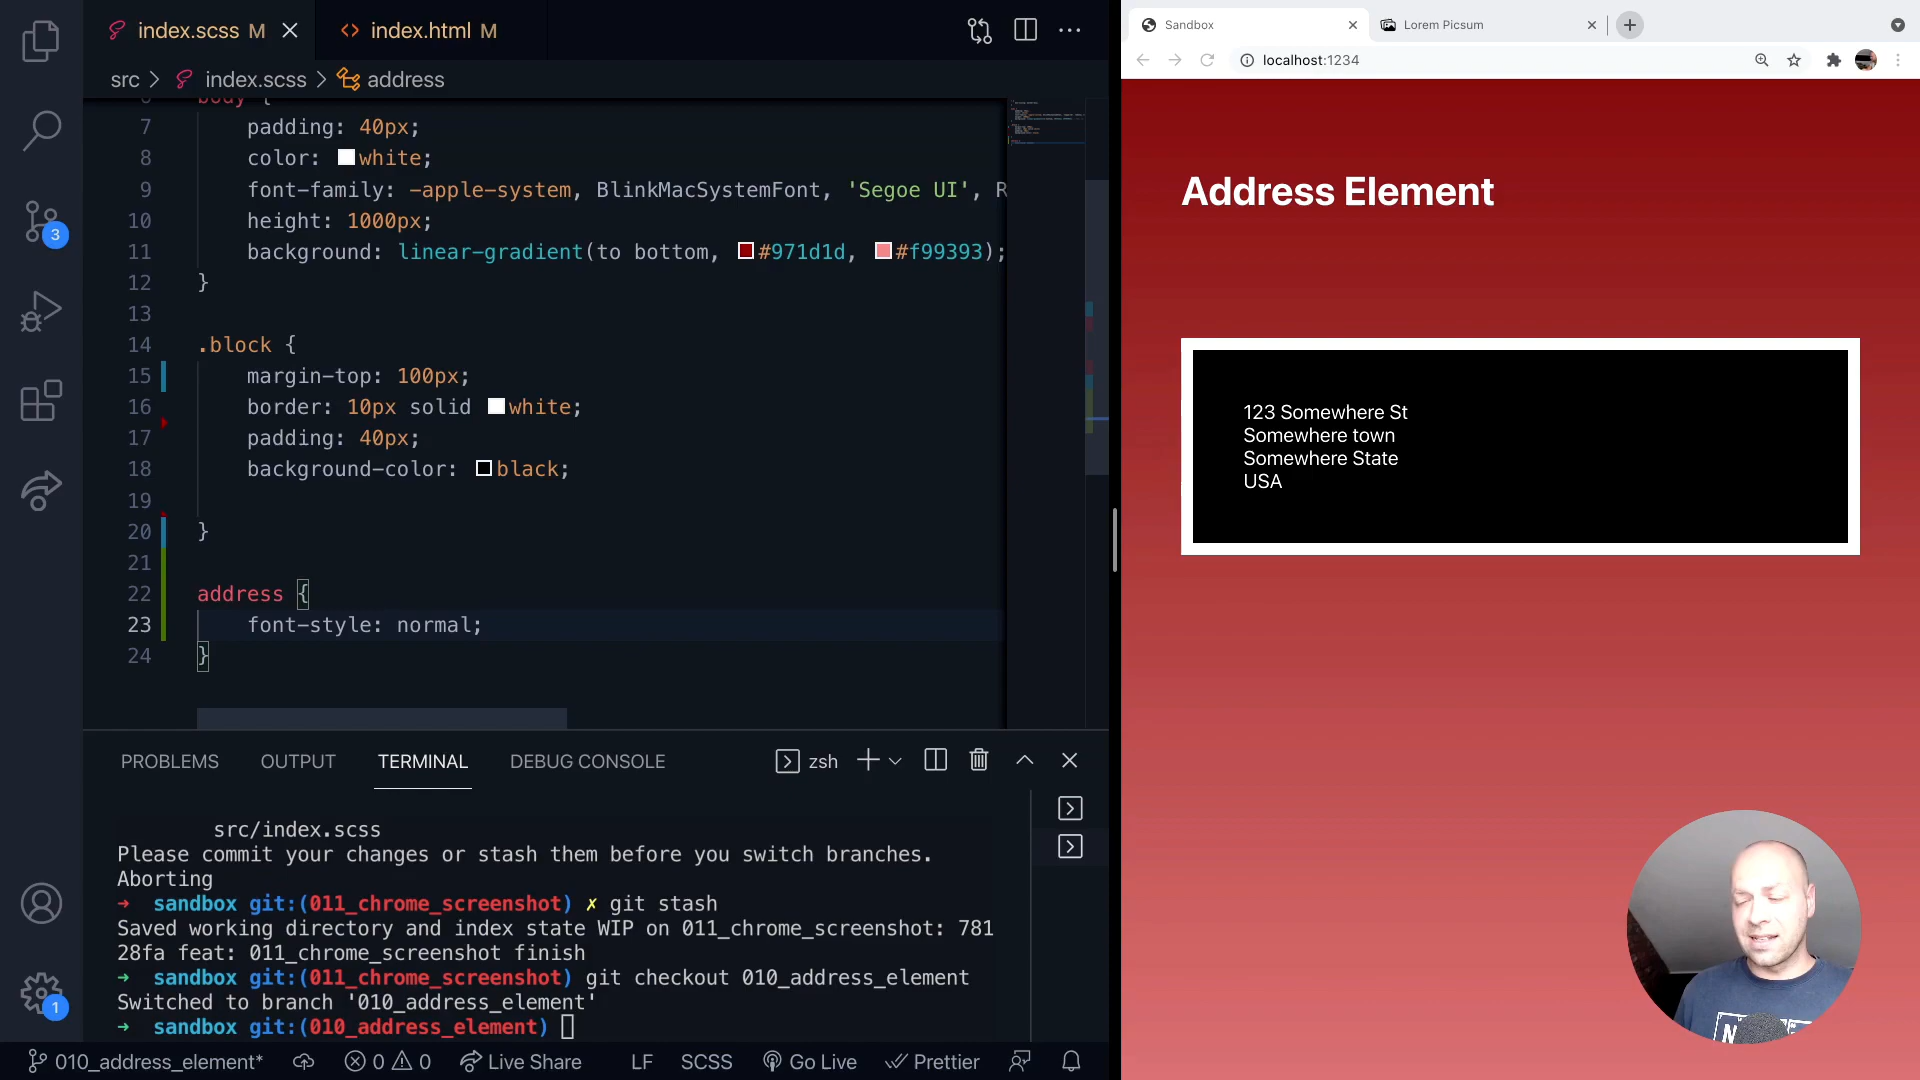 index.scss M
index.html M
src > index.scss > address
7 padding: 40px;
8 color: white;
9 font-family: -apple-system, BlinkMacSystemFont, 'Segoe UI', R
10 height: 1000px;
11 background: linear-gradient(to bottom, #971d1d, #f99393);
12 }
13
14 .block {
15 margin-top: 100px;
16 border: 10px solid white;
17 padding: 40px;
18 background-color: black;
19
20 }
21
22 address {
23 font-style: normal;
24 }
3
PROBLEMS OUTPUT TERMINAL DEBUG CONSOLE zsh
src/index.scss
Please commit your changes or stash them before you switch branches.
Aborting
➜ sandbox git:(011_chrome_screenshot) ✗ git stash
Saved working directory and index state WIP on 011_chrome_screenshot: 781
28fa feat: 011_chrome_screenshot finish
➜ sandbox git:(011_chrome_screenshot) git checkout 010_address_element
Switched to branch '010_address_element'
➜ sandbox git:(010_address_element)
1
010_address_element* 0 0 Live Share LF SCSS Go Live Prettier
Sandbox
Lorem Picsum
localhost:1234
Address Element
123 Somewhere St
Somewhere town
Somewhere State
USA